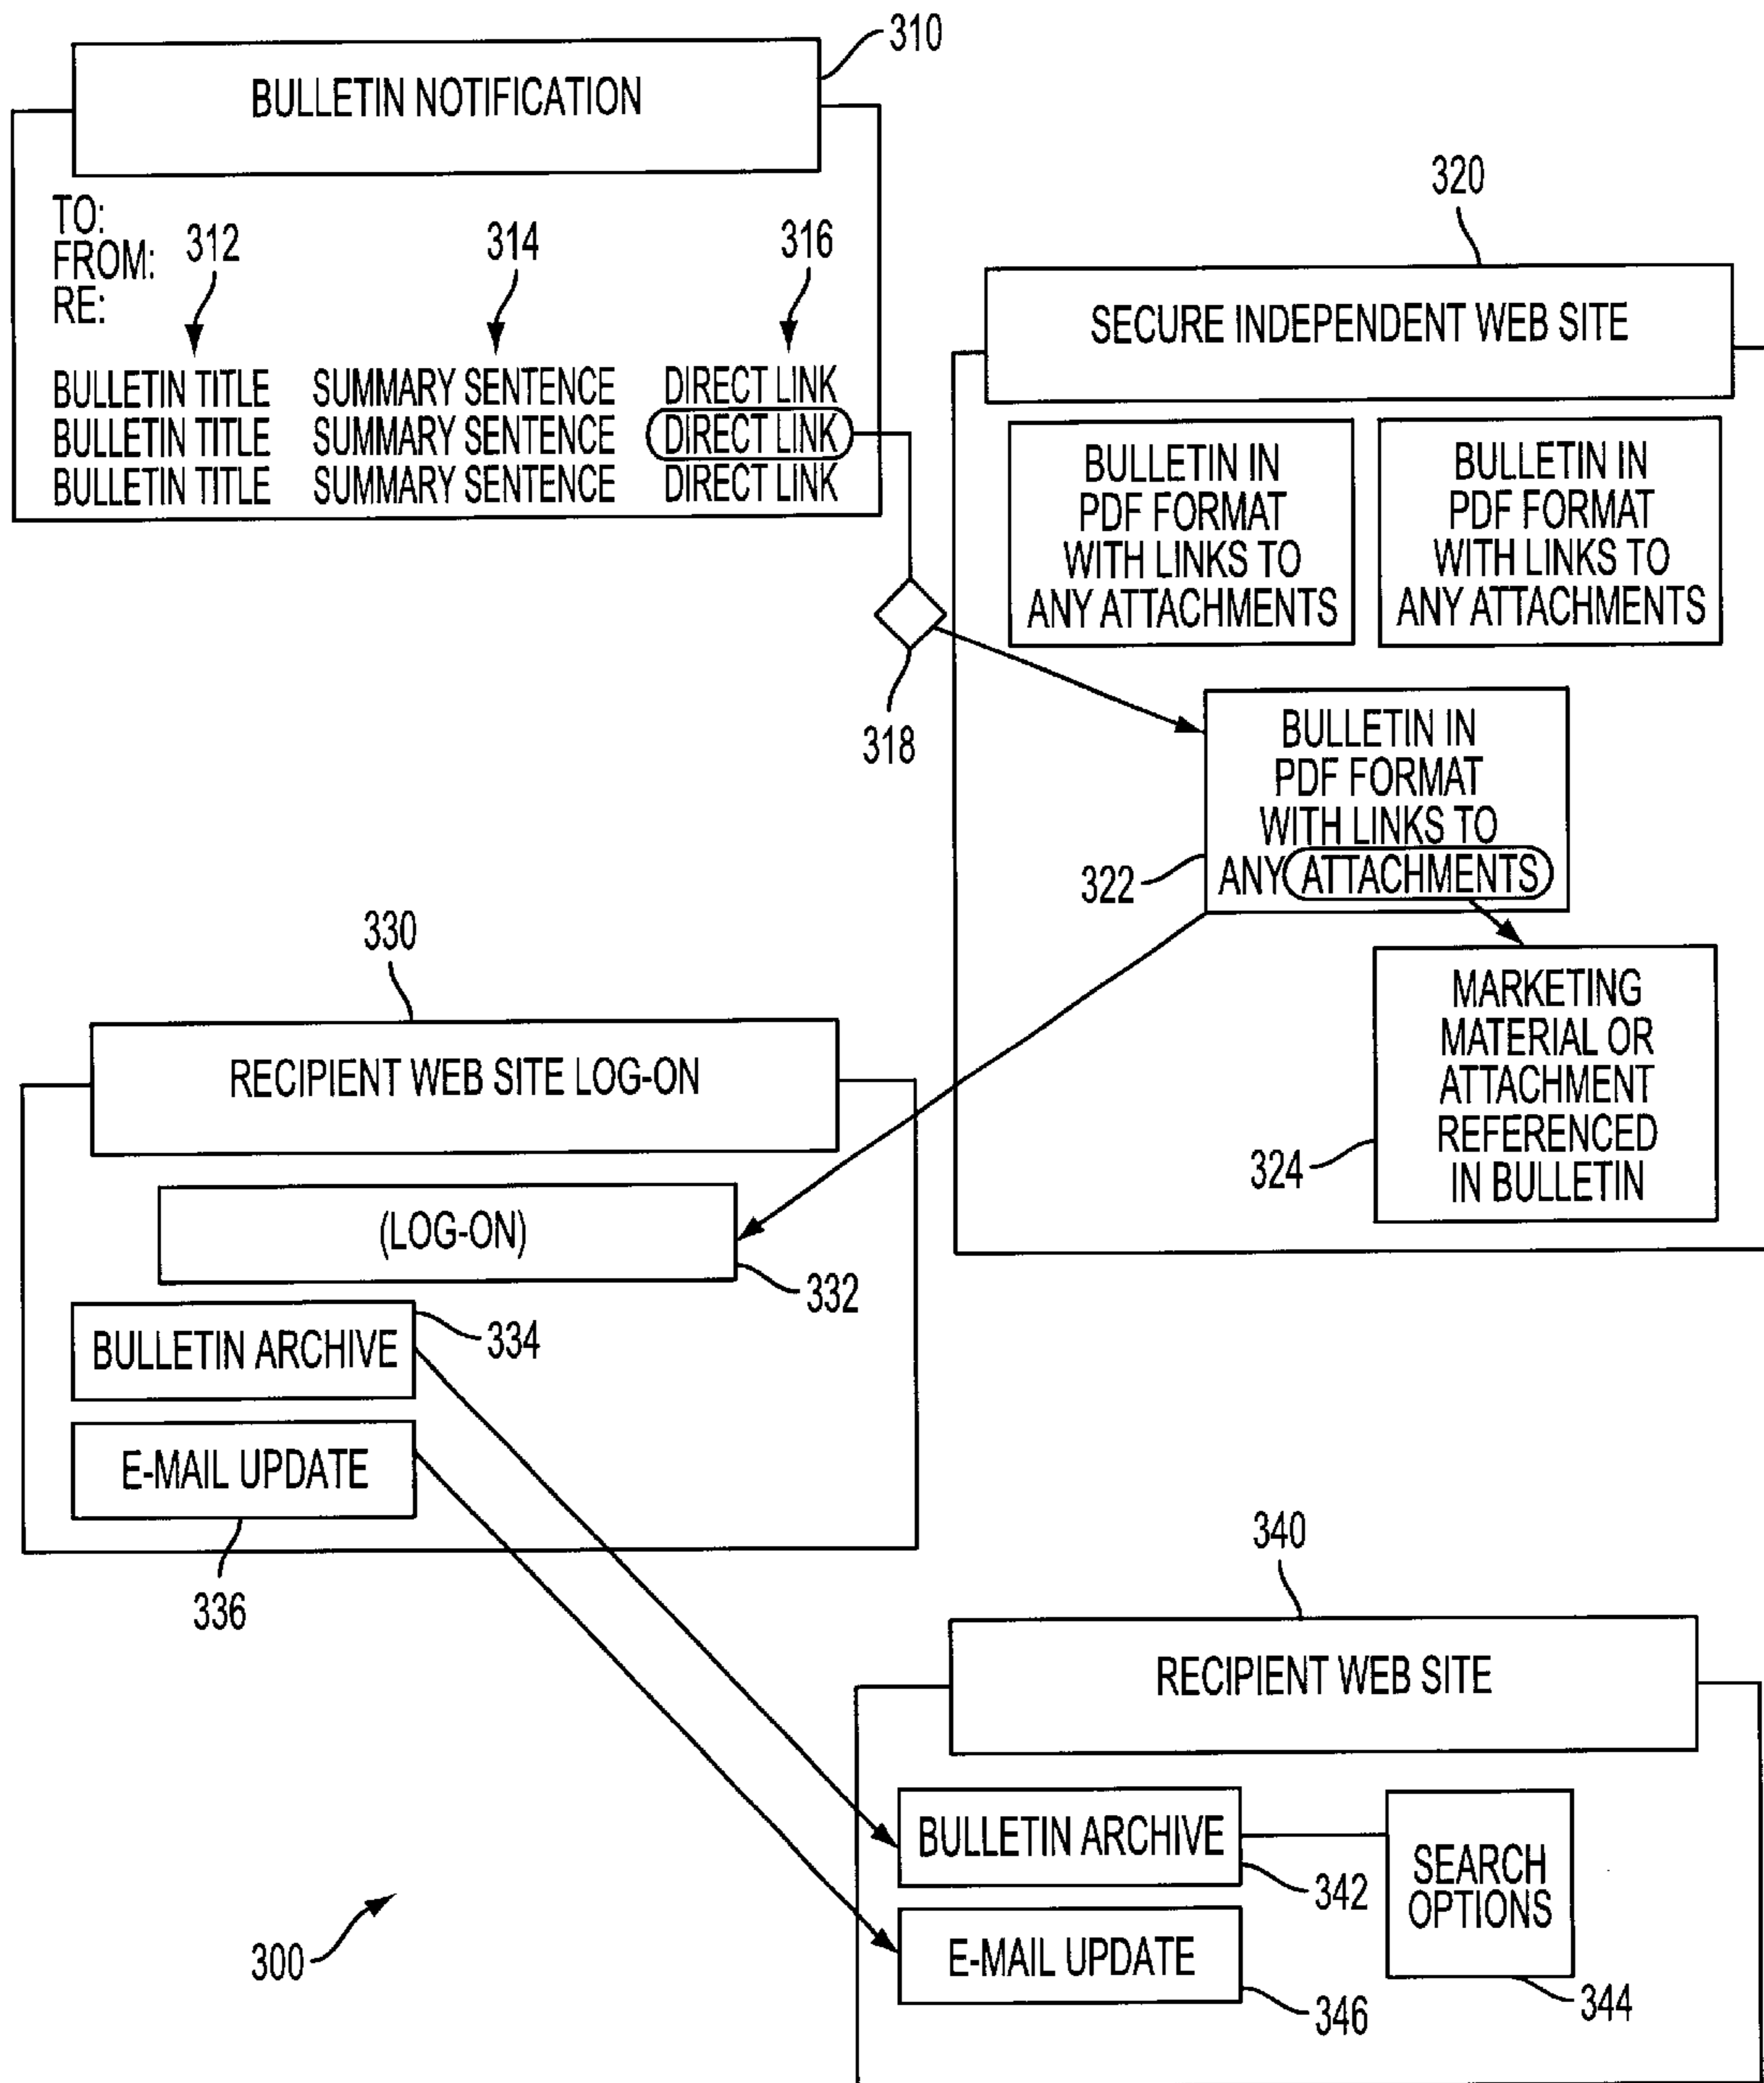 310
BULLETIN NOTIFICATION
TO:
FROM:
RE:
312
314
316
BULLETIN TITLE SUMMARY SENTENCE DIRECT LINK
BULLETIN TITLE SUMMARY SENTENCE DIRECT LINK
BULLETIN TITLE SUMMARY SENTENCE DIRECT LINK
318
320
SECURE INDEPENDENT WEB SITE
BULLETIN IN
PDF FORMAT
WITH LINKS TO
ANY ATTACHMENTS
BULLETIN IN
PDF FORMAT
WITH LINKS TO
ANY ATTACHMENTS
BULLETIN IN
PDF FORMAT
WITH LINKS TO
ANY ATTACHMENTS
322
MARKETING
MATERIAL OR
ATTACHMENT
REFERENCED
IN BULLETIN
324
330
RECIPIENT WEB SITE LOG-ON
(LOG-ON)
332
BULLETIN ARCHIVE
334
E-MAIL UPDATE
336
340
RECIPIENT WEB SITE
BULLETIN ARCHIVE
342
SEARCH
OPTIONS
344
E-MAIL UPDATE
346
300